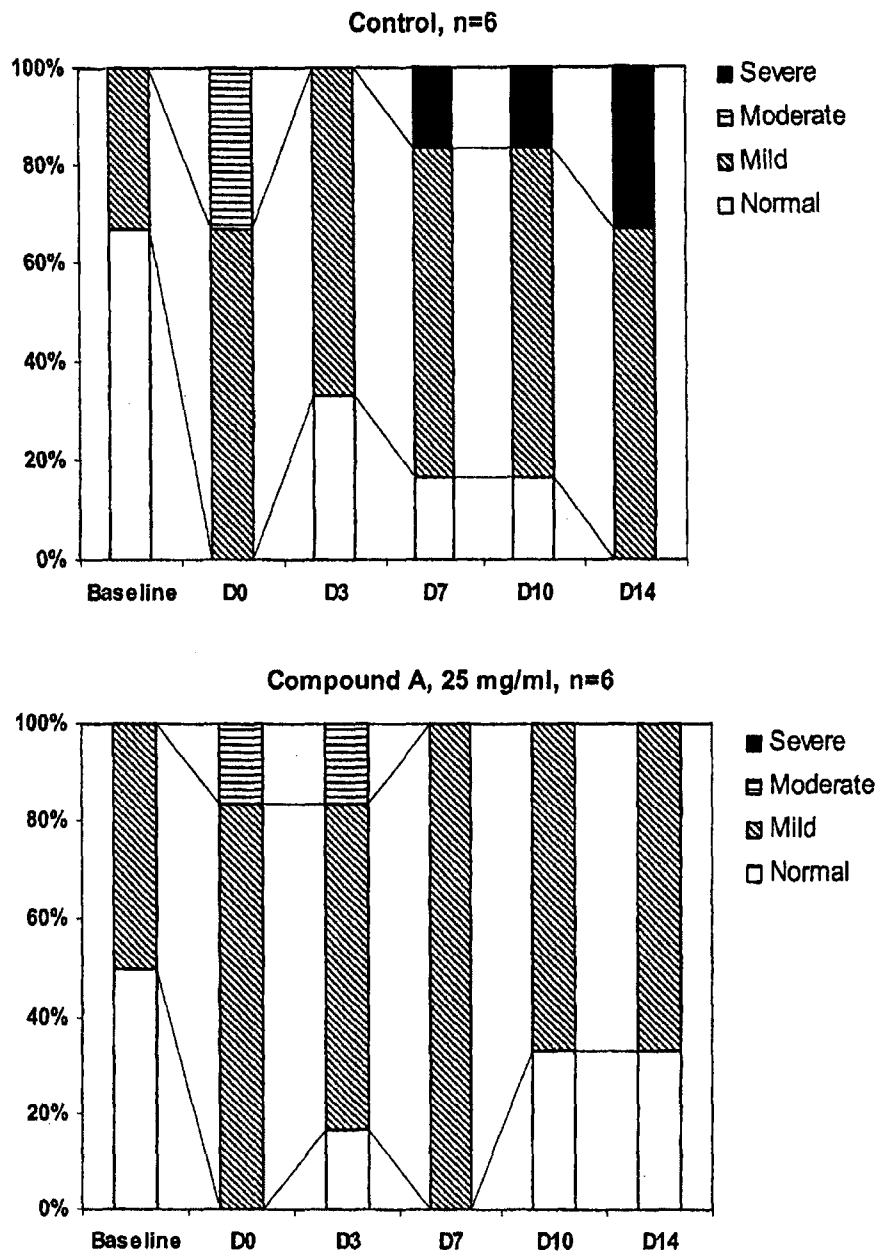 Control, n=6
100%
80%
60%
40%
20%
0%
Baseline D0 D3 D7 D10 D14
Severe
Moderate
Mild
Normal
Compound A, 25 mg/ml, n=6
100%
80%
60%
40%
20%
0%
Baseline D0 D3 D7 D10 D14
Severe
Moderate
Mild
Normal